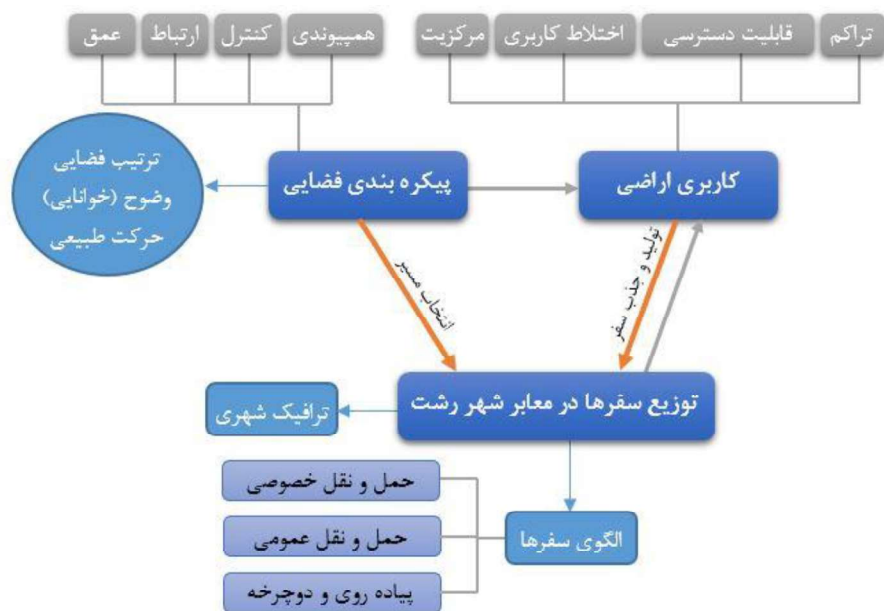 تراکم
قابلیت دسترسی
اختلاط کاربری
مرکزیت
همپیوندی
کنترل
ارتباط
عمق
کاربری اراضی
پیکره بندی فضایی
ترتیب فضایی
وضوح (خوانایی)
حرکت طبیعی
تولید و جذب سفر
انتخاب مسیر
توزیع سفرها در معابر شهر رشت
ترافیک شهری
الگوی سفرها
حمل و نقل خصوصی
حمل و نقل عمومی
پیاده روی و دوچرخه